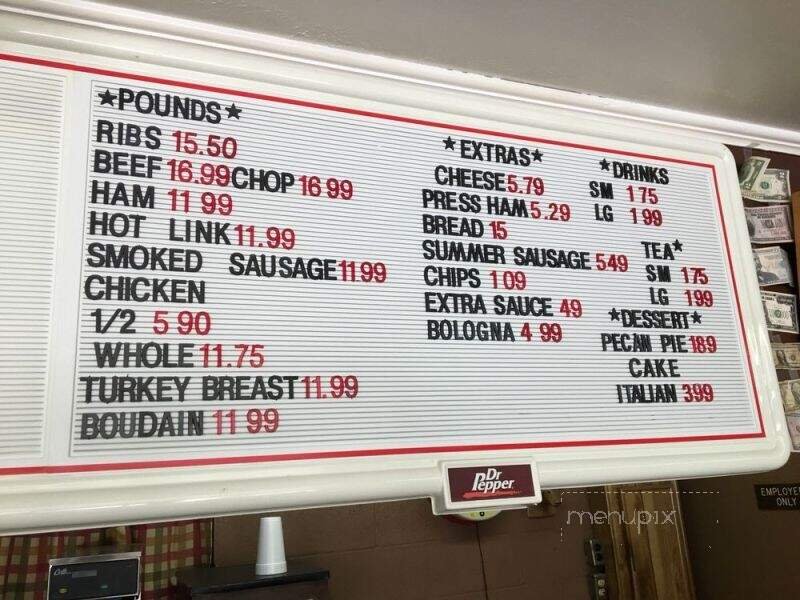 ★POUNDS★
RIBS 15.50
BEEF 16.99 CHOP 16 99
HAM 11 99
HOT LINK 11.99
SMOKED SAUSAGE 11.99
CHICKEN
1/2 5 90
WHOLE 11.75
TURKEY BREAST 11.99
BOUDAIN 11 99
★EXTRAS★
CHEESE 5.79
PRESS HAM 5.29
BREAD 15
SUMMER SAUSAGE 5 49
CHIPS 1 09
EXTRA SAUCE 49
BOLOGNA 4 99
★DRINKS
SM 1 75
LG 1 99
TEA★
SM 1 75
LG 1 99
★DESSERT★
PECAN PIE 1 89
CAKE
ITALIAN 3 99
Dr Pepper
EMPLOYEE
ONLY
menupix